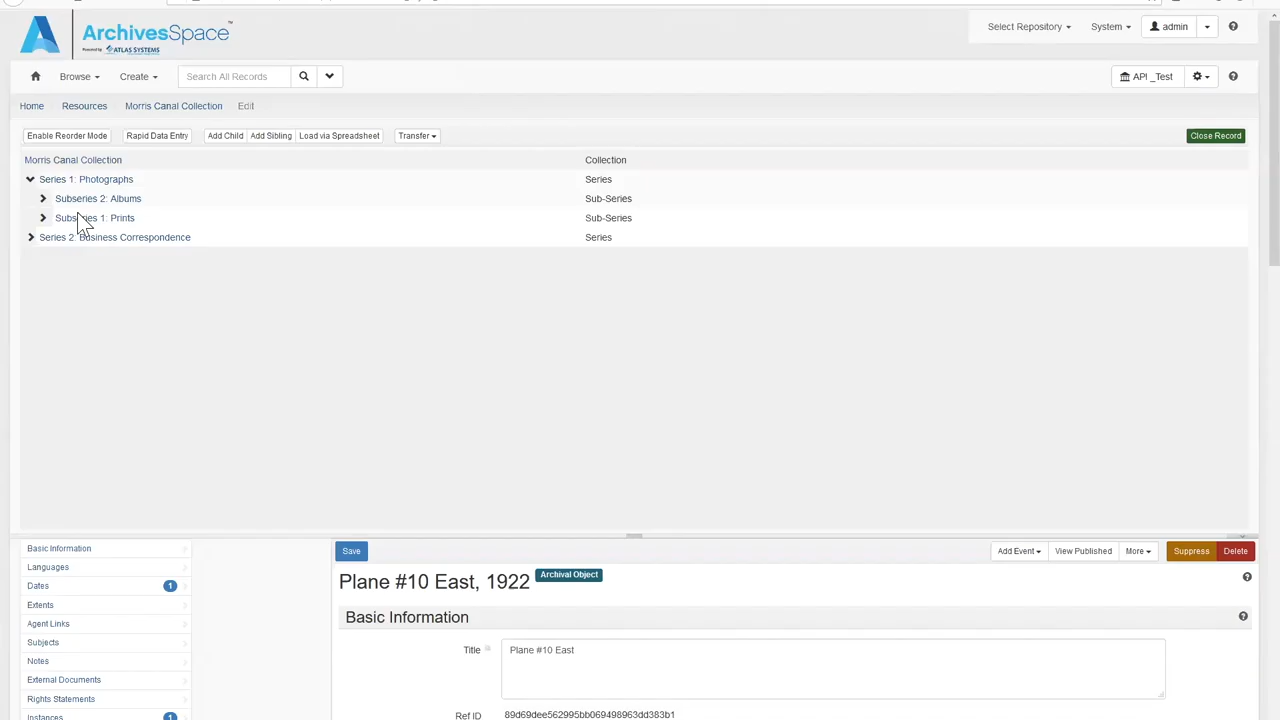 ArchivesSpace™
Powered by ATLAS SYSTEMS
Select Repository
System
admin
Browse
Create
Search All Records
API _Test
Home
Resources
Morris Canal Collection
Edit
Enable Reorder Mode
Rapid Data Entry
Add Child
Add Sibling
Load via Spreadsheet
Transfer
Close Record
Morris Canal Collection
Collection
Series 1: Photographs
Series
Subseries 2: Albums
Sub-Series
Subseries 1: Prints
Sub-Series
Series 2: Business Correspondence
Series
Basic Information
Languages
Dates
1
Extents
Agent Links
Subjects
Notes
External Documents
Rights Statements
Instances
1
Save
Add Event
View Published
More
Suppress
Delete
Plane #10 East, 1922
Archival Object
Basic Information
Title
Plane #10 East
Ref ID
89d69dee562995bb069498963dd383b1